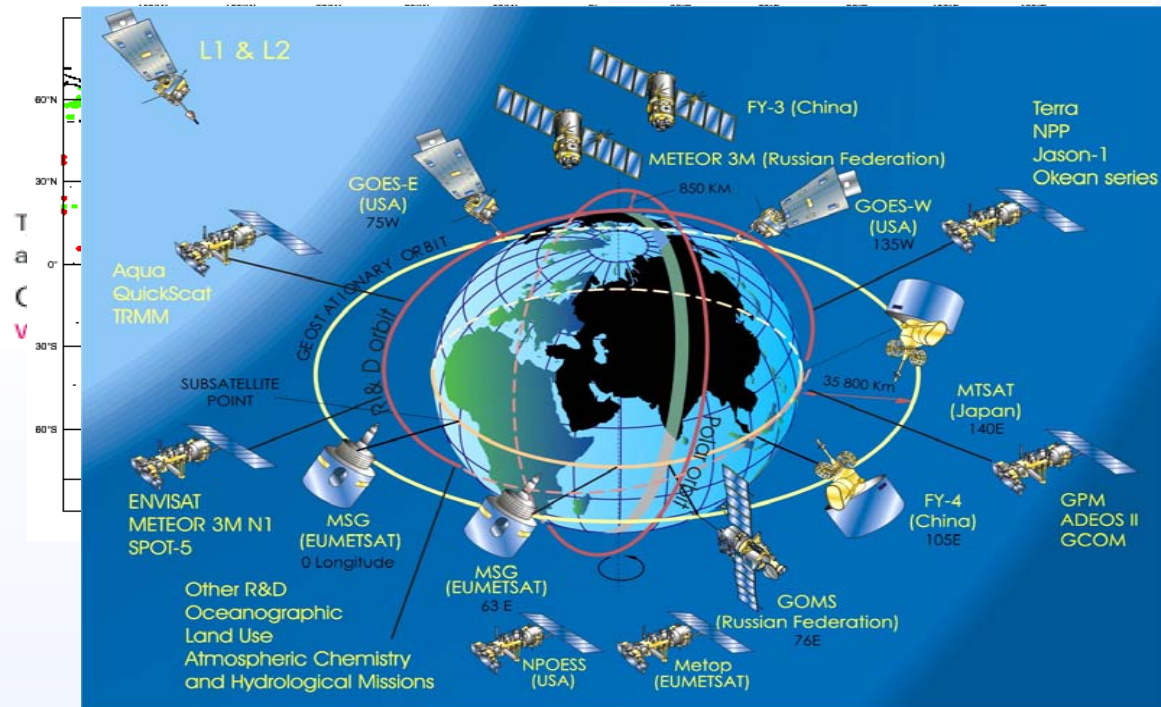 L1 & L2
FY-3 (China)
METEOR 3M (Russian Federation)
850 KM
Terra
NPP
Jason-1
Okean series
GOES-E
(USA)
75W
GOES-W
(USA)
135W
60°N
30°N
0°
30°S
60°S
T
a
V
Aqua
QuickScat
TRMM
GEOSTATIONARY ORBIT
R & D orbit
SUBSATELLITE
POINT
35 800 Km
MTSAT
(Japan)
140E
Polar orbit
ENVISAT
METEOR 3M N1
SPOT-5
MSG
(EUMETSAT)
0 Longitude
MSG
(EUMETSAT)
63 E
FY-4
(China)
105E
GPM
ADEOS II
GCOM
GOMS
(Russian Federation)
76E
Other R&D
Oceanographic
Land Use
Atmospheric Chemistry
and Hydrological Missions
NPOESS
(USA)
Metop
(EUMETSAT)